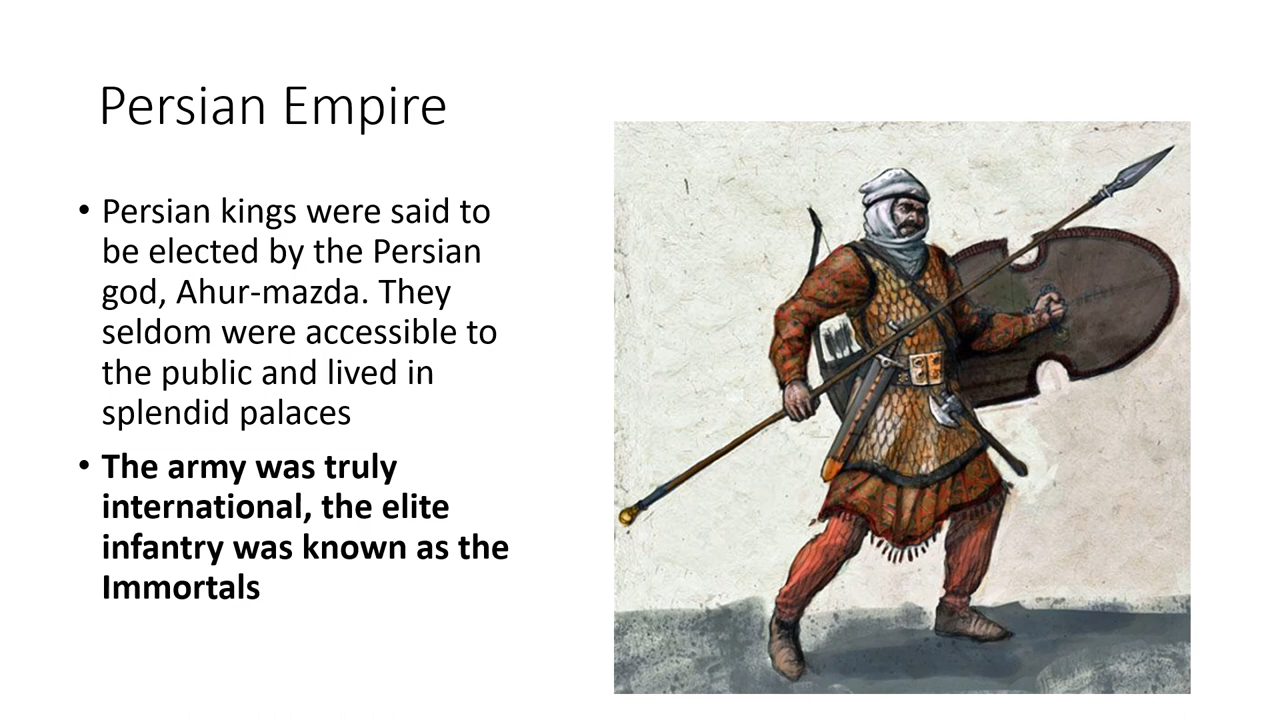 Persian Empire
• Persian kings were said to
be elected by the Persian
god, Ahur-mazda. They
seldom were accessible to
the public and lived in
splendid palaces
• The army was truly
international, the elite
infantry was known as the
Immortals